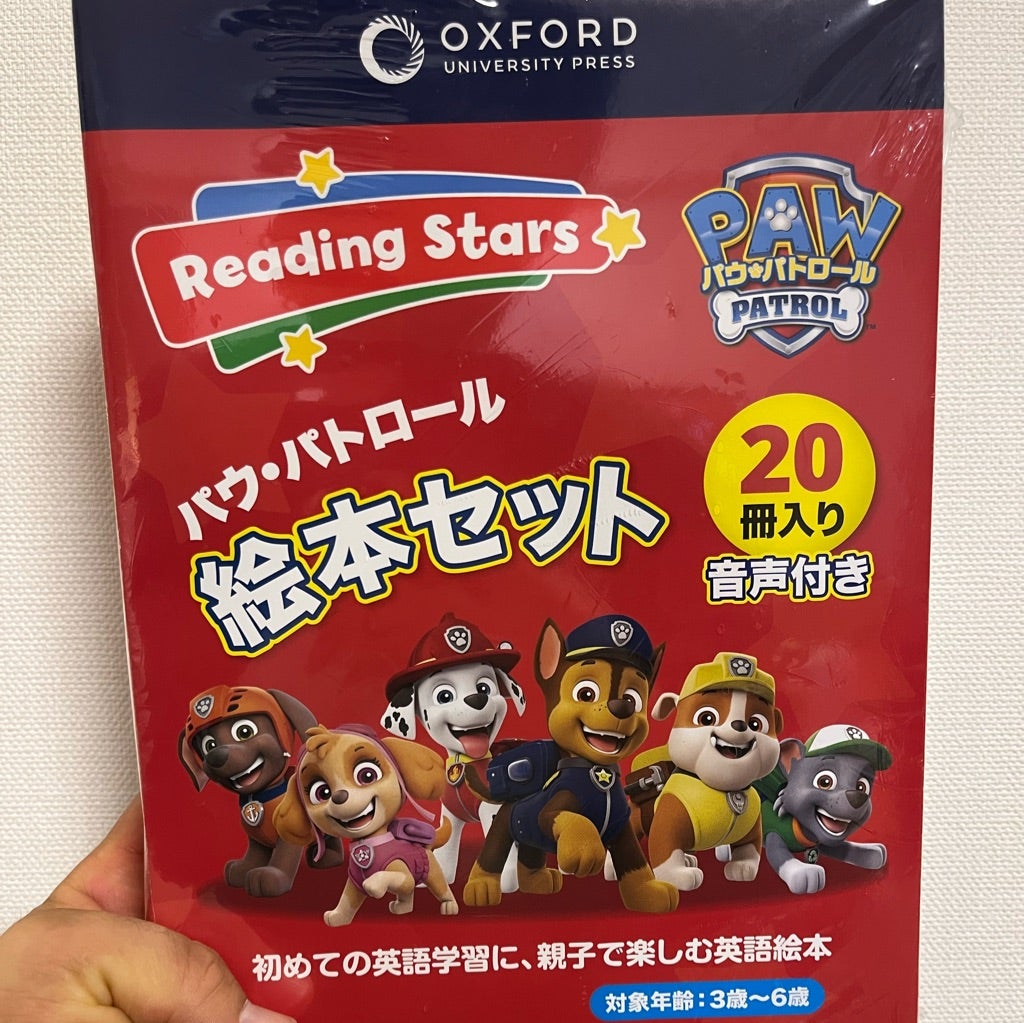 OXFORD
UNIVERSITY PRESS
Reading Stars
PAW
パウ・パトロール
PATROL
™
パウ・パトロール
絵本セット
20
冊入り
音声付き
初めての英語学習に、親子で楽しむ英語絵本
対象年齢：3歳〜6歳